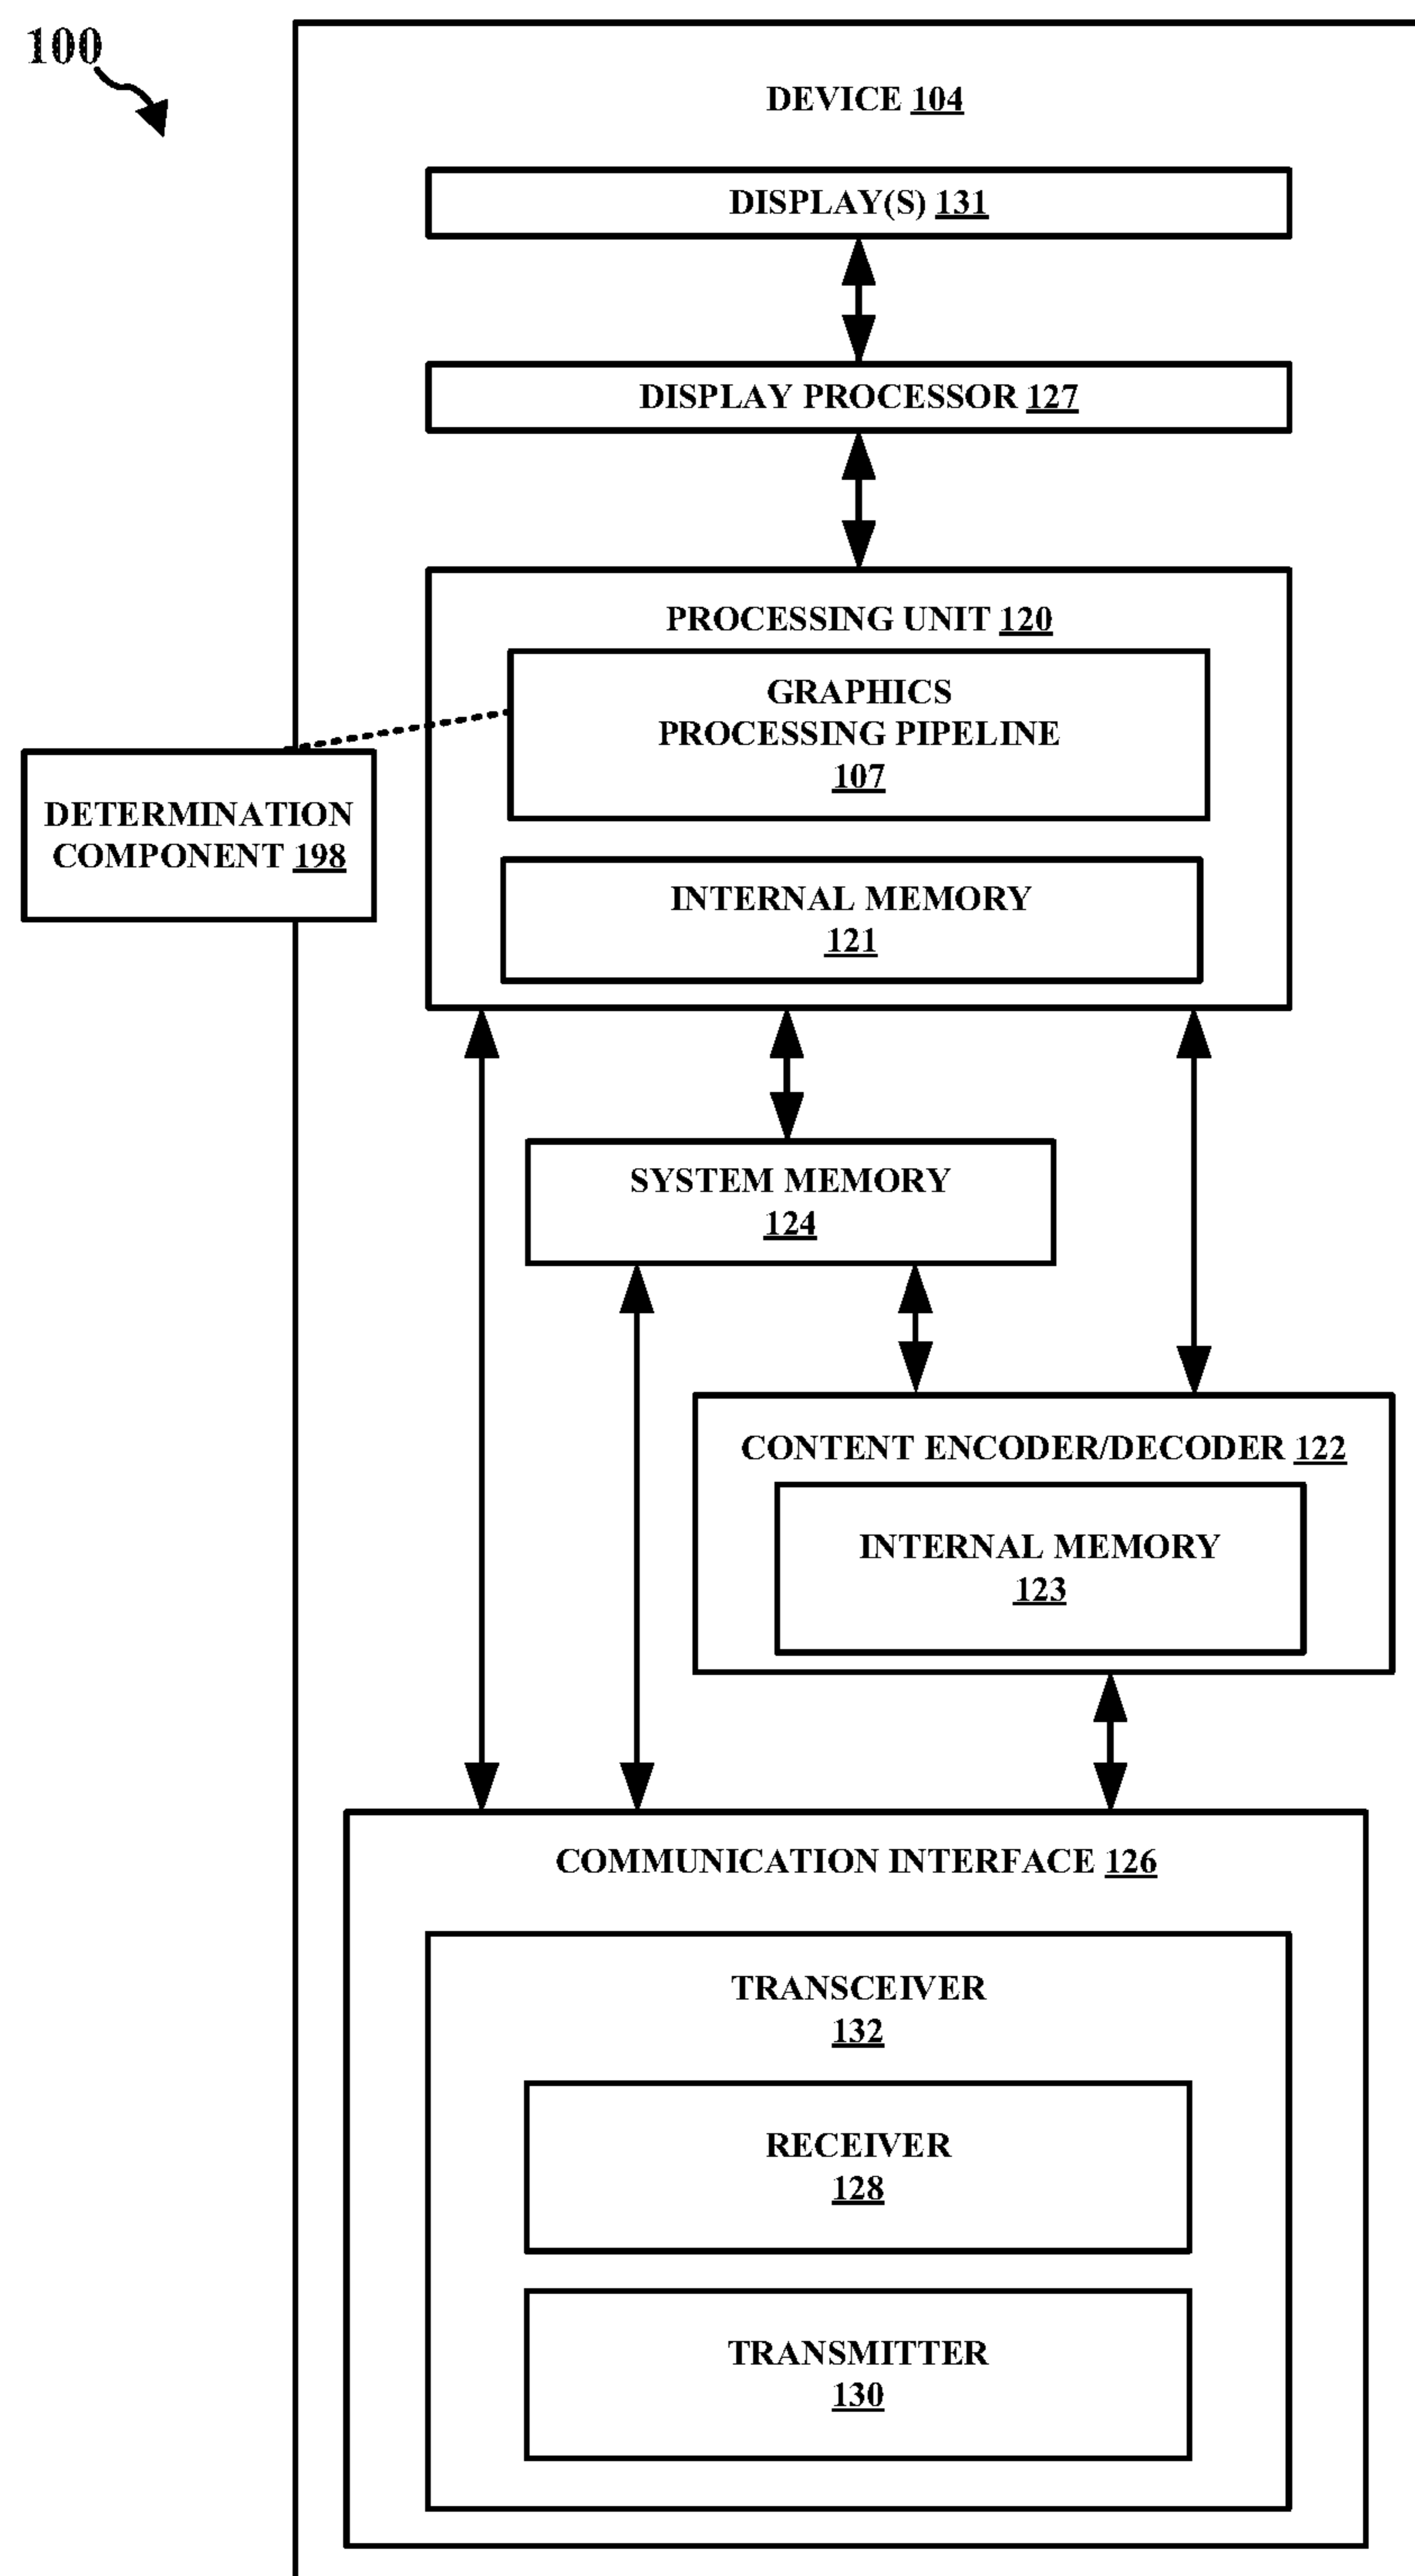 100
DEVICE 104
DISPLAY(S) 131
DISPLAY PROCESSOR 127
PROCESSING UNIT 120
GRAPHICS
PROCESSING PIPELINE
107
DETERMINATION
COMPONENT 198
INTERNAL MEMORY
121
SYSTEM MEMORY
124
CONTENT ENCODER/DECODER 122
INTERNAL MEMORY
123
COMMUNICATION INTERFACE 126
TRANSCEIVER
132
RECEIVER
128
TRANSMITTER
130